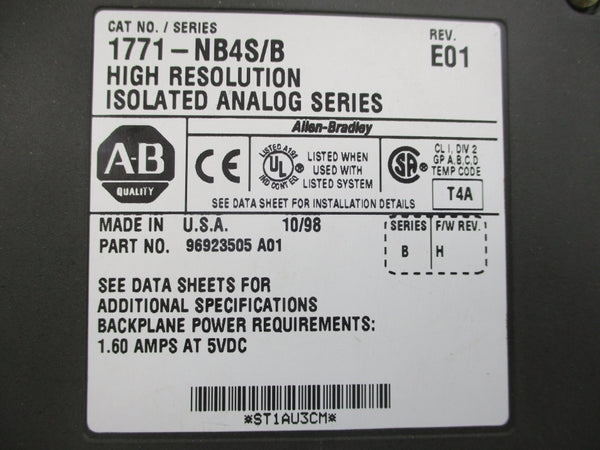 CAT NO. / SERIES
1771-NB4S/B
REV.
E01
HIGH RESOLUTION
ISOLATED ANALOG SERIES
Allen-Bradley
A-B
QUALITY
CE
LISTED A196
UL
IND CONT EQ
LISTED WHEN
USED WITH
LISTED SYSTEM
SA
CL I, DIV 2
GP A,B,C,D
TEMP CODE
T4A
SEE DATA SHEET FOR INSTALLATION DETAILS
MADE IN U.S.A. 10/98
PART NO. 96923505 A01
SERIES F/W REV.
B H
SEE DATA SHEETS FOR
ADDITIONAL SPECIFICATIONS
BACKPLANE POWER REQUIREMENTS:
1.60 AMPS AT 5VDC
*ST1AU3CM*